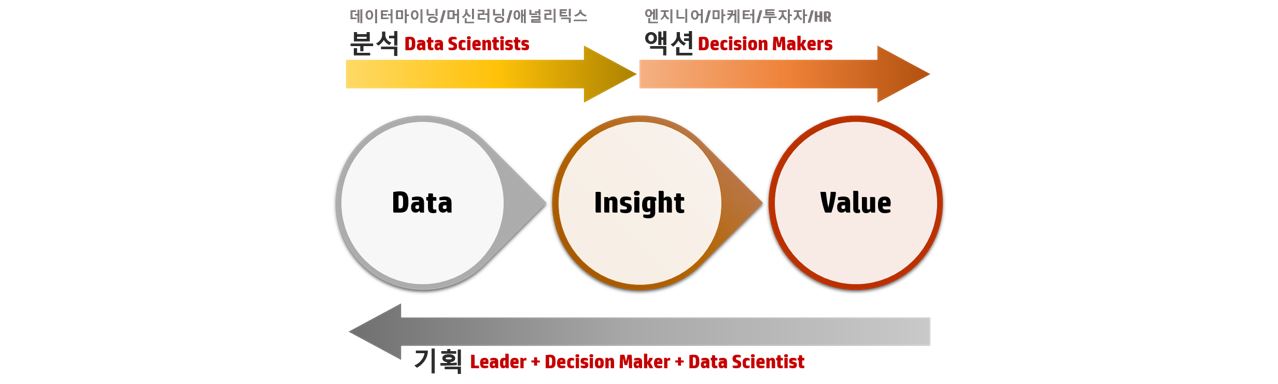 데이터마이닝/머신러닝/애널리틱스
분석 Data Scientists
엔지니어/마케터/투자자/HR
액션 Decision Makers
Data
Insight
Value
기획 Leader + Decision Maker + Data Scientist